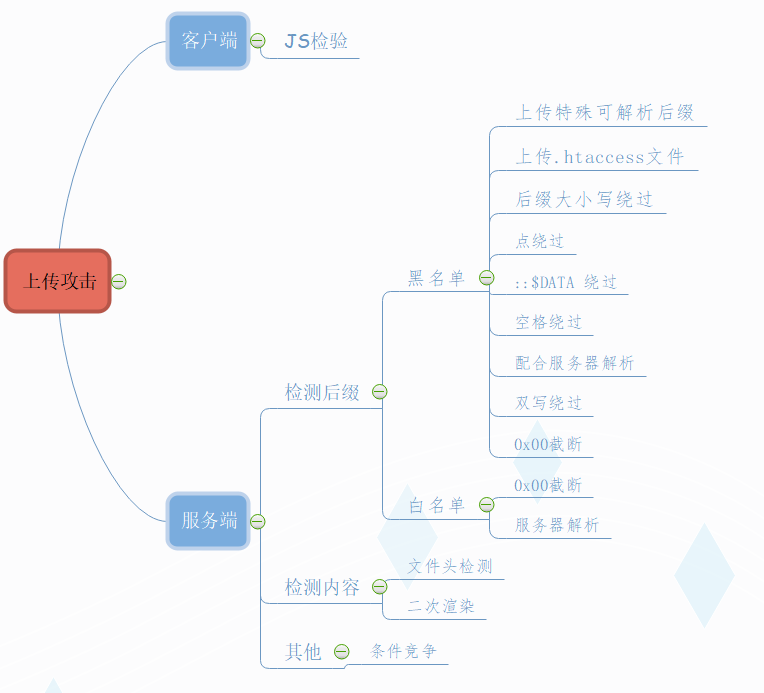 上传攻击
客户端
JS检验
服务端
检测后缀
黑名单
上传特殊可解析后缀
上传.htaccess文件
后缀大小写绕过
点绕过
::$DATA 绕过
空格绕过
配合服务器解析
双写绕过
0x00截断
白名单
0x00截断
服务器解析
检测内容
文件头检测
二次渲染
其他
条件竞争